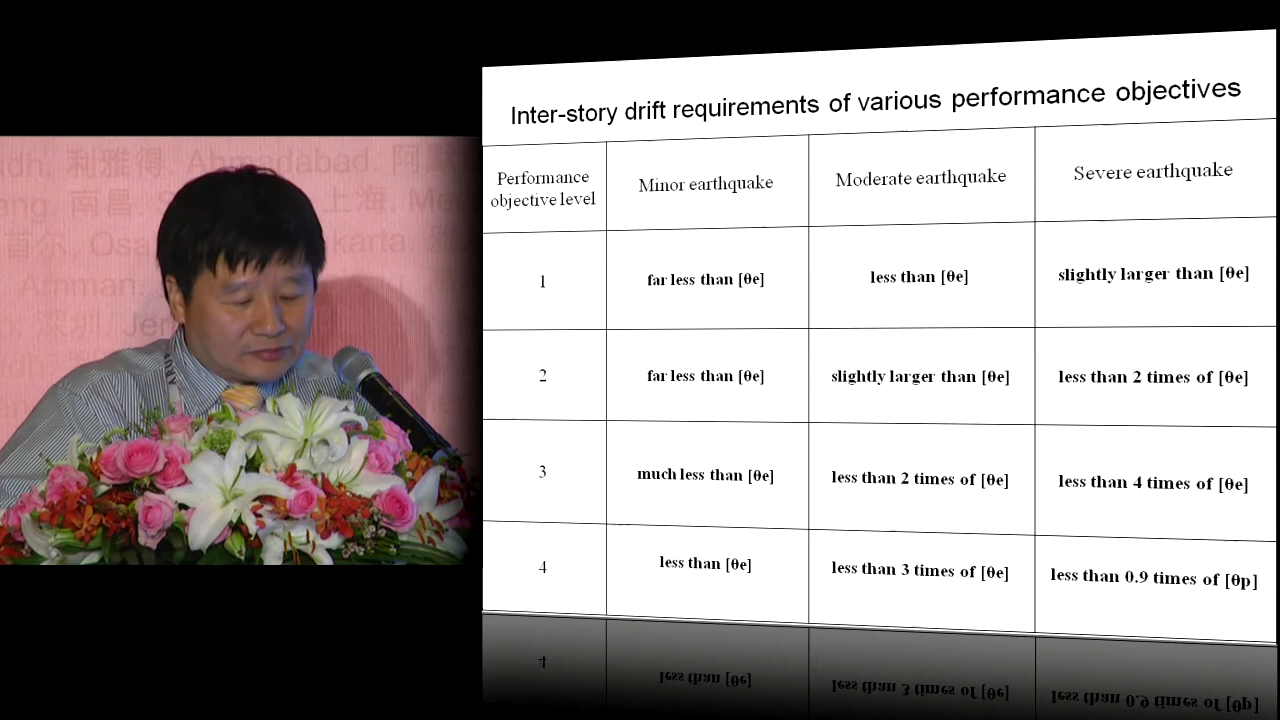 Inter-story drift requirements of various performance objectives
Performance objective level
Minor earthquake
Moderate earthquake
Severe earthquake
1
far less than [θe]
less than [θe]
slightly larger than [θe]
2
far less than [θe]
slightly larger than [θe]
less than 2 times of [θe]
3
much less than [θe]
less than 2 times of [θe]
less than 4 times of [θe]
4
less than [θe]
less than 3 times of [θe]
less than 0.9 times of [θp]
利雅得, Ahmadabad,
南昌
上海,
Amman,
深圳,